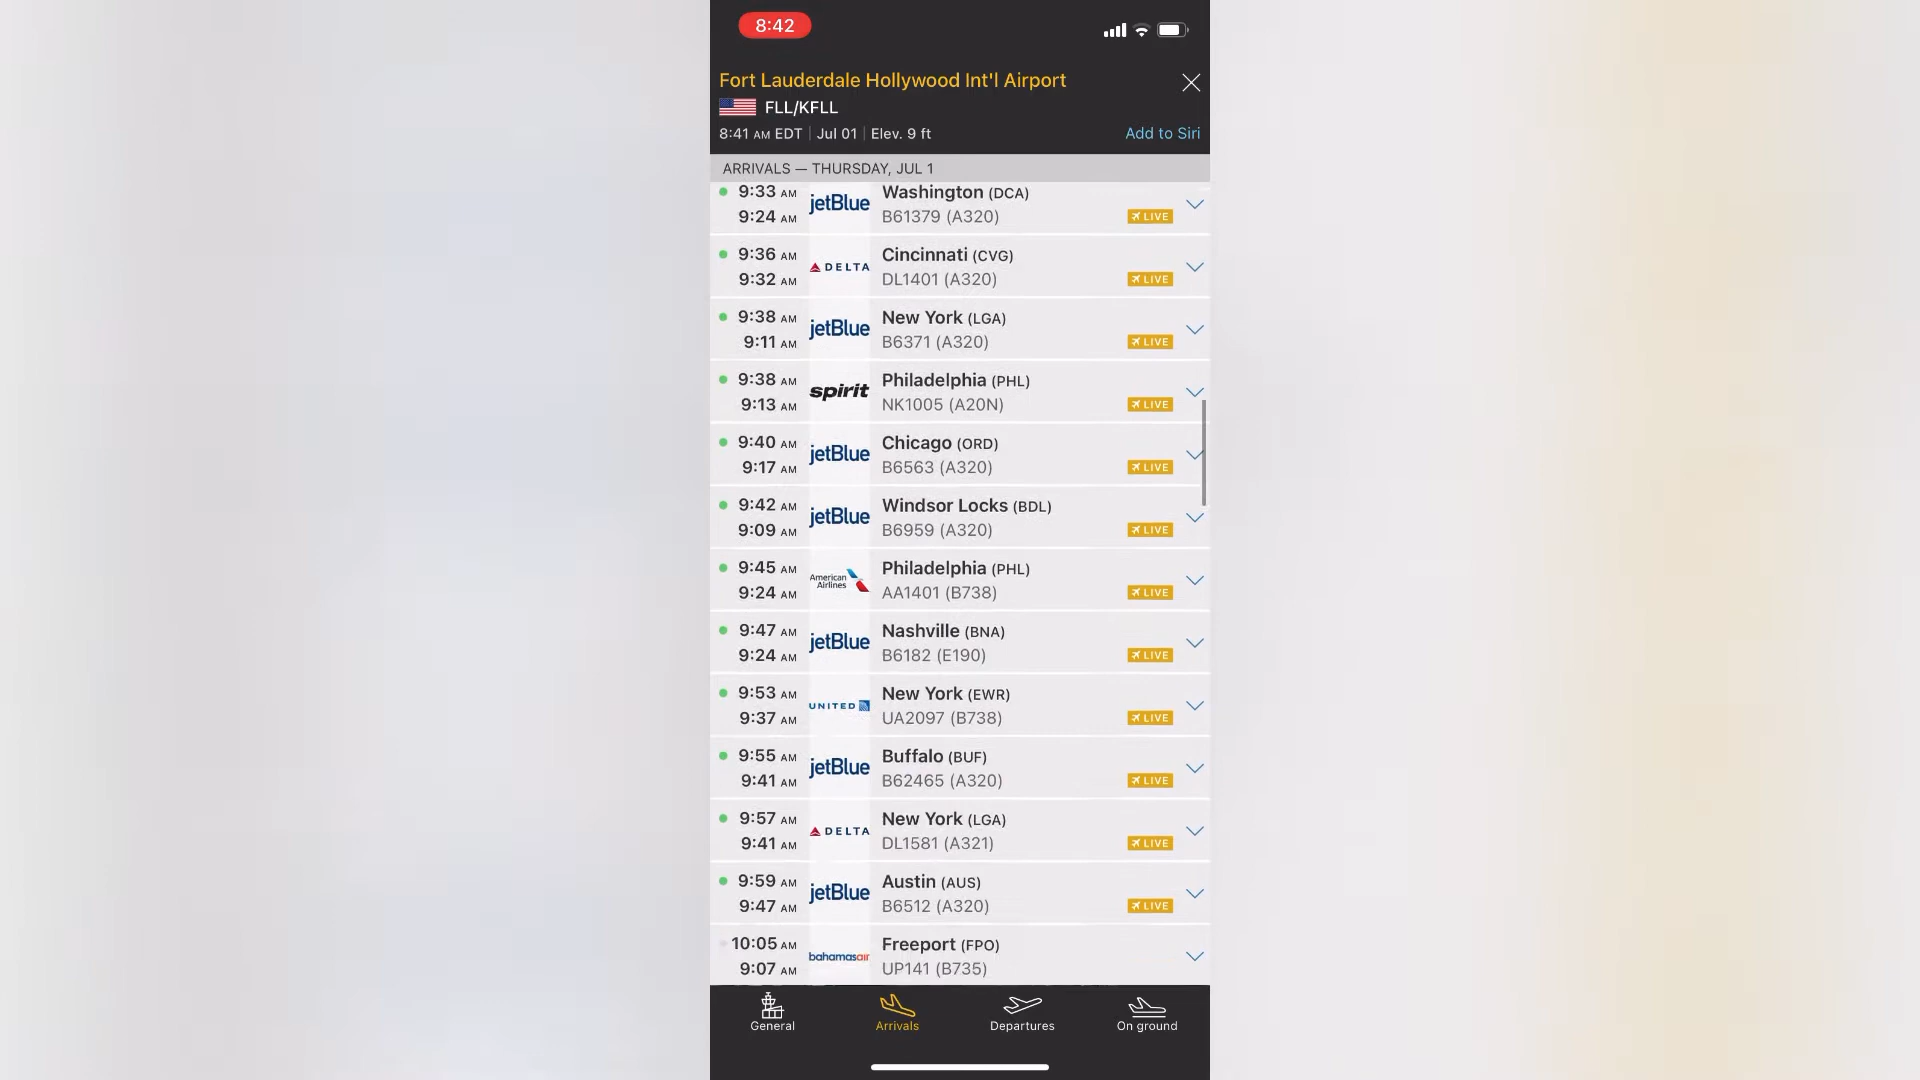 8:42
Fort Lauderdale Hollywood Int'l Airport
FLL/KFLL
8:41 AM EDT | Jul 01 | Elev. 9 ft
Add to Siri
ARRIVALS — THURSDAY, JUL 1
9:33 AM jetBlue Washington (DCA)
9:24 AM B61379 (A320) LIVE
9:36 AM DELTA Cincinnati (CVG)
9:32 AM DL1401 (A320) LIVE
9:38 AM jetBlue New York (LGA)
9:11 AM B6371 (A320) LIVE
9:38 AM spirit Philadelphia (PHL)
9:13 AM NK1005 (A20N) LIVE
9:40 AM jetBlue Chicago (ORD)
9:17 AM B6563 (A320) LIVE
9:42 AM jetBlue Windsor Locks (BDL)
9:09 AM B6959 (A320) LIVE
9:45 AM American Airlines Philadelphia (PHL)
9:24 AM AA1401 (B738) LIVE
9:47 AM jetBlue Nashville (BNA)
9:24 AM B6182 (E190) LIVE
9:53 AM UNITED New York (EWR)
9:37 AM UA2097 (B738) LIVE
9:55 AM jetBlue Buffalo (BUF)
9:41 AM B62465 (A320) LIVE
9:57 AM DELTA New York (LGA)
9:41 AM DL1581 (A321) LIVE
9:59 AM jetBlue Austin (AUS)
9:47 AM B6512 (A320) LIVE
10:05 AM bahamasair Freeport (FPO)
9:07 AM UP141 (B735)
General Arrivals Departures On ground